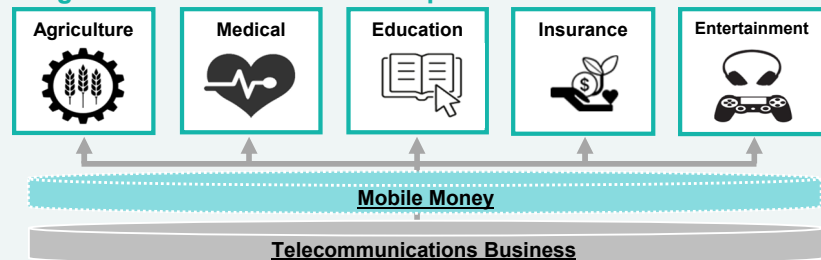 Agriculture
Medical
Education
Insurance
Entertainment
$
Mobile Money
Telecommunications Business